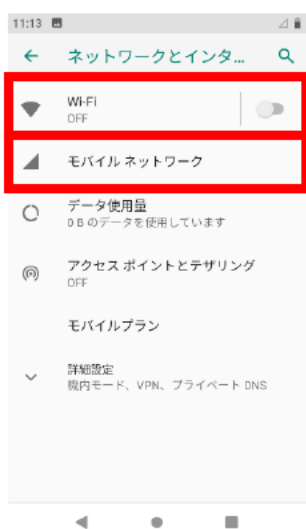 11:13
ネットワークとインタ...
Wi-Fi
OFF
モバイル ネットワーク
データ使用量
0 B のデータを使用しています
アクセス ポイントとテザリング
OFF
モバイルプラン
詳細設定
機内モード、VPN、プライベート DNS